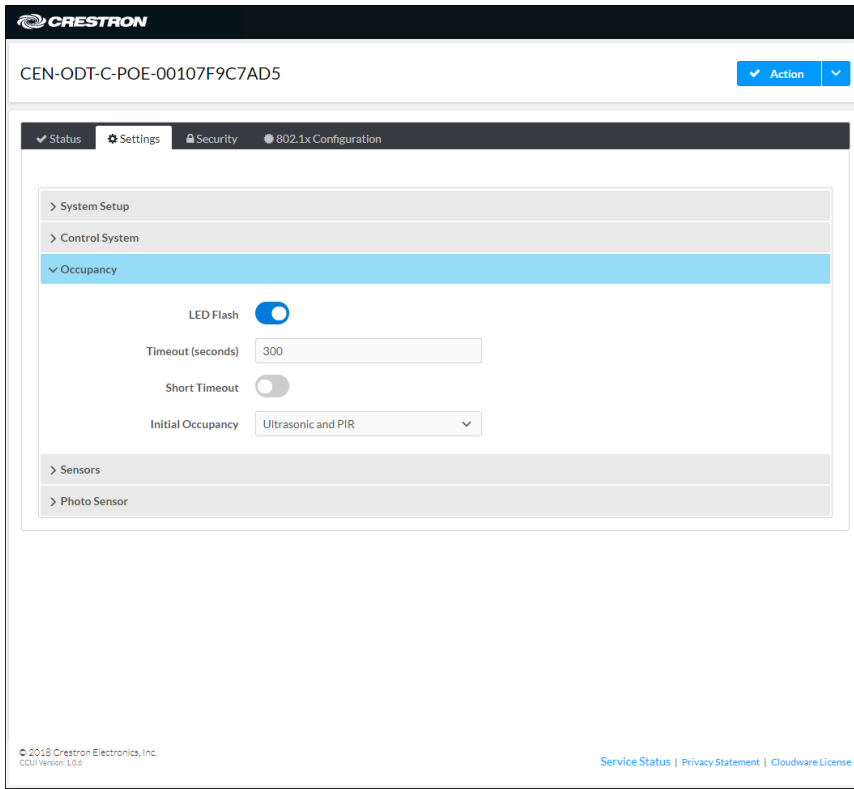 CRESTRON
CEN-ODT-C-POE-00107F9C7AD5
Action
Status Settings Security 802.1x Configuration
System Setup
Control System
Occupancy
LED Flash
Timeout (seconds) 300
Short Timeout
Initial Occupancy Ultrasonic and PIR
Sensors
Photo Sensor
© 2018 Crestron Electronics, Inc.
CCUI Version: 1.0.6
Service Status | Privacy Statement | Cloudware License